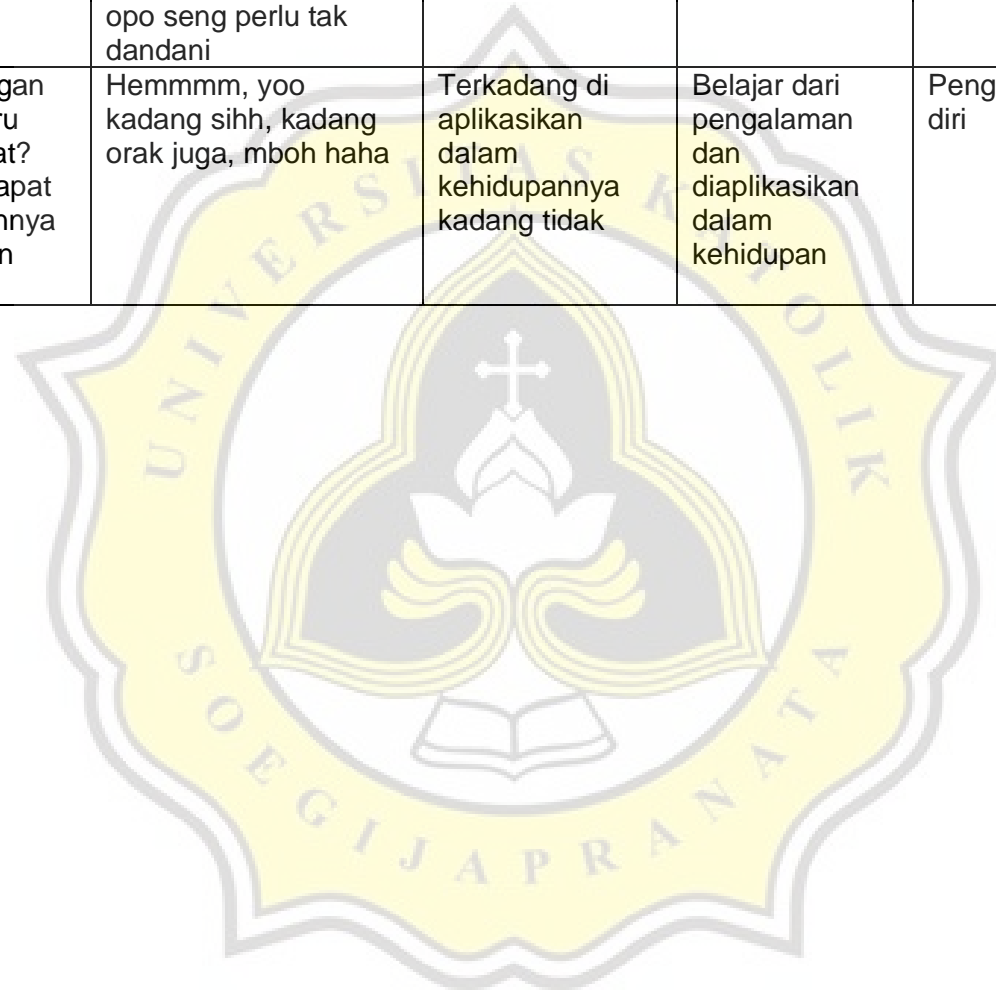 opo seng perlu tak
dandani
gan
ru
at?
apat
nnya
n
Hemmmm, yoo
kadang sihh, kadang
orak juga, mboh haha
Terkadang di
aplikasikan
dalam
kehidupannya
kadang tidak
Belajar dari
pengalaman
dan
diaplikasikan
dalam
kehidupan
Peng
diri
UNIVERSITAS KATOLIK
SOEGIJAPRANATA